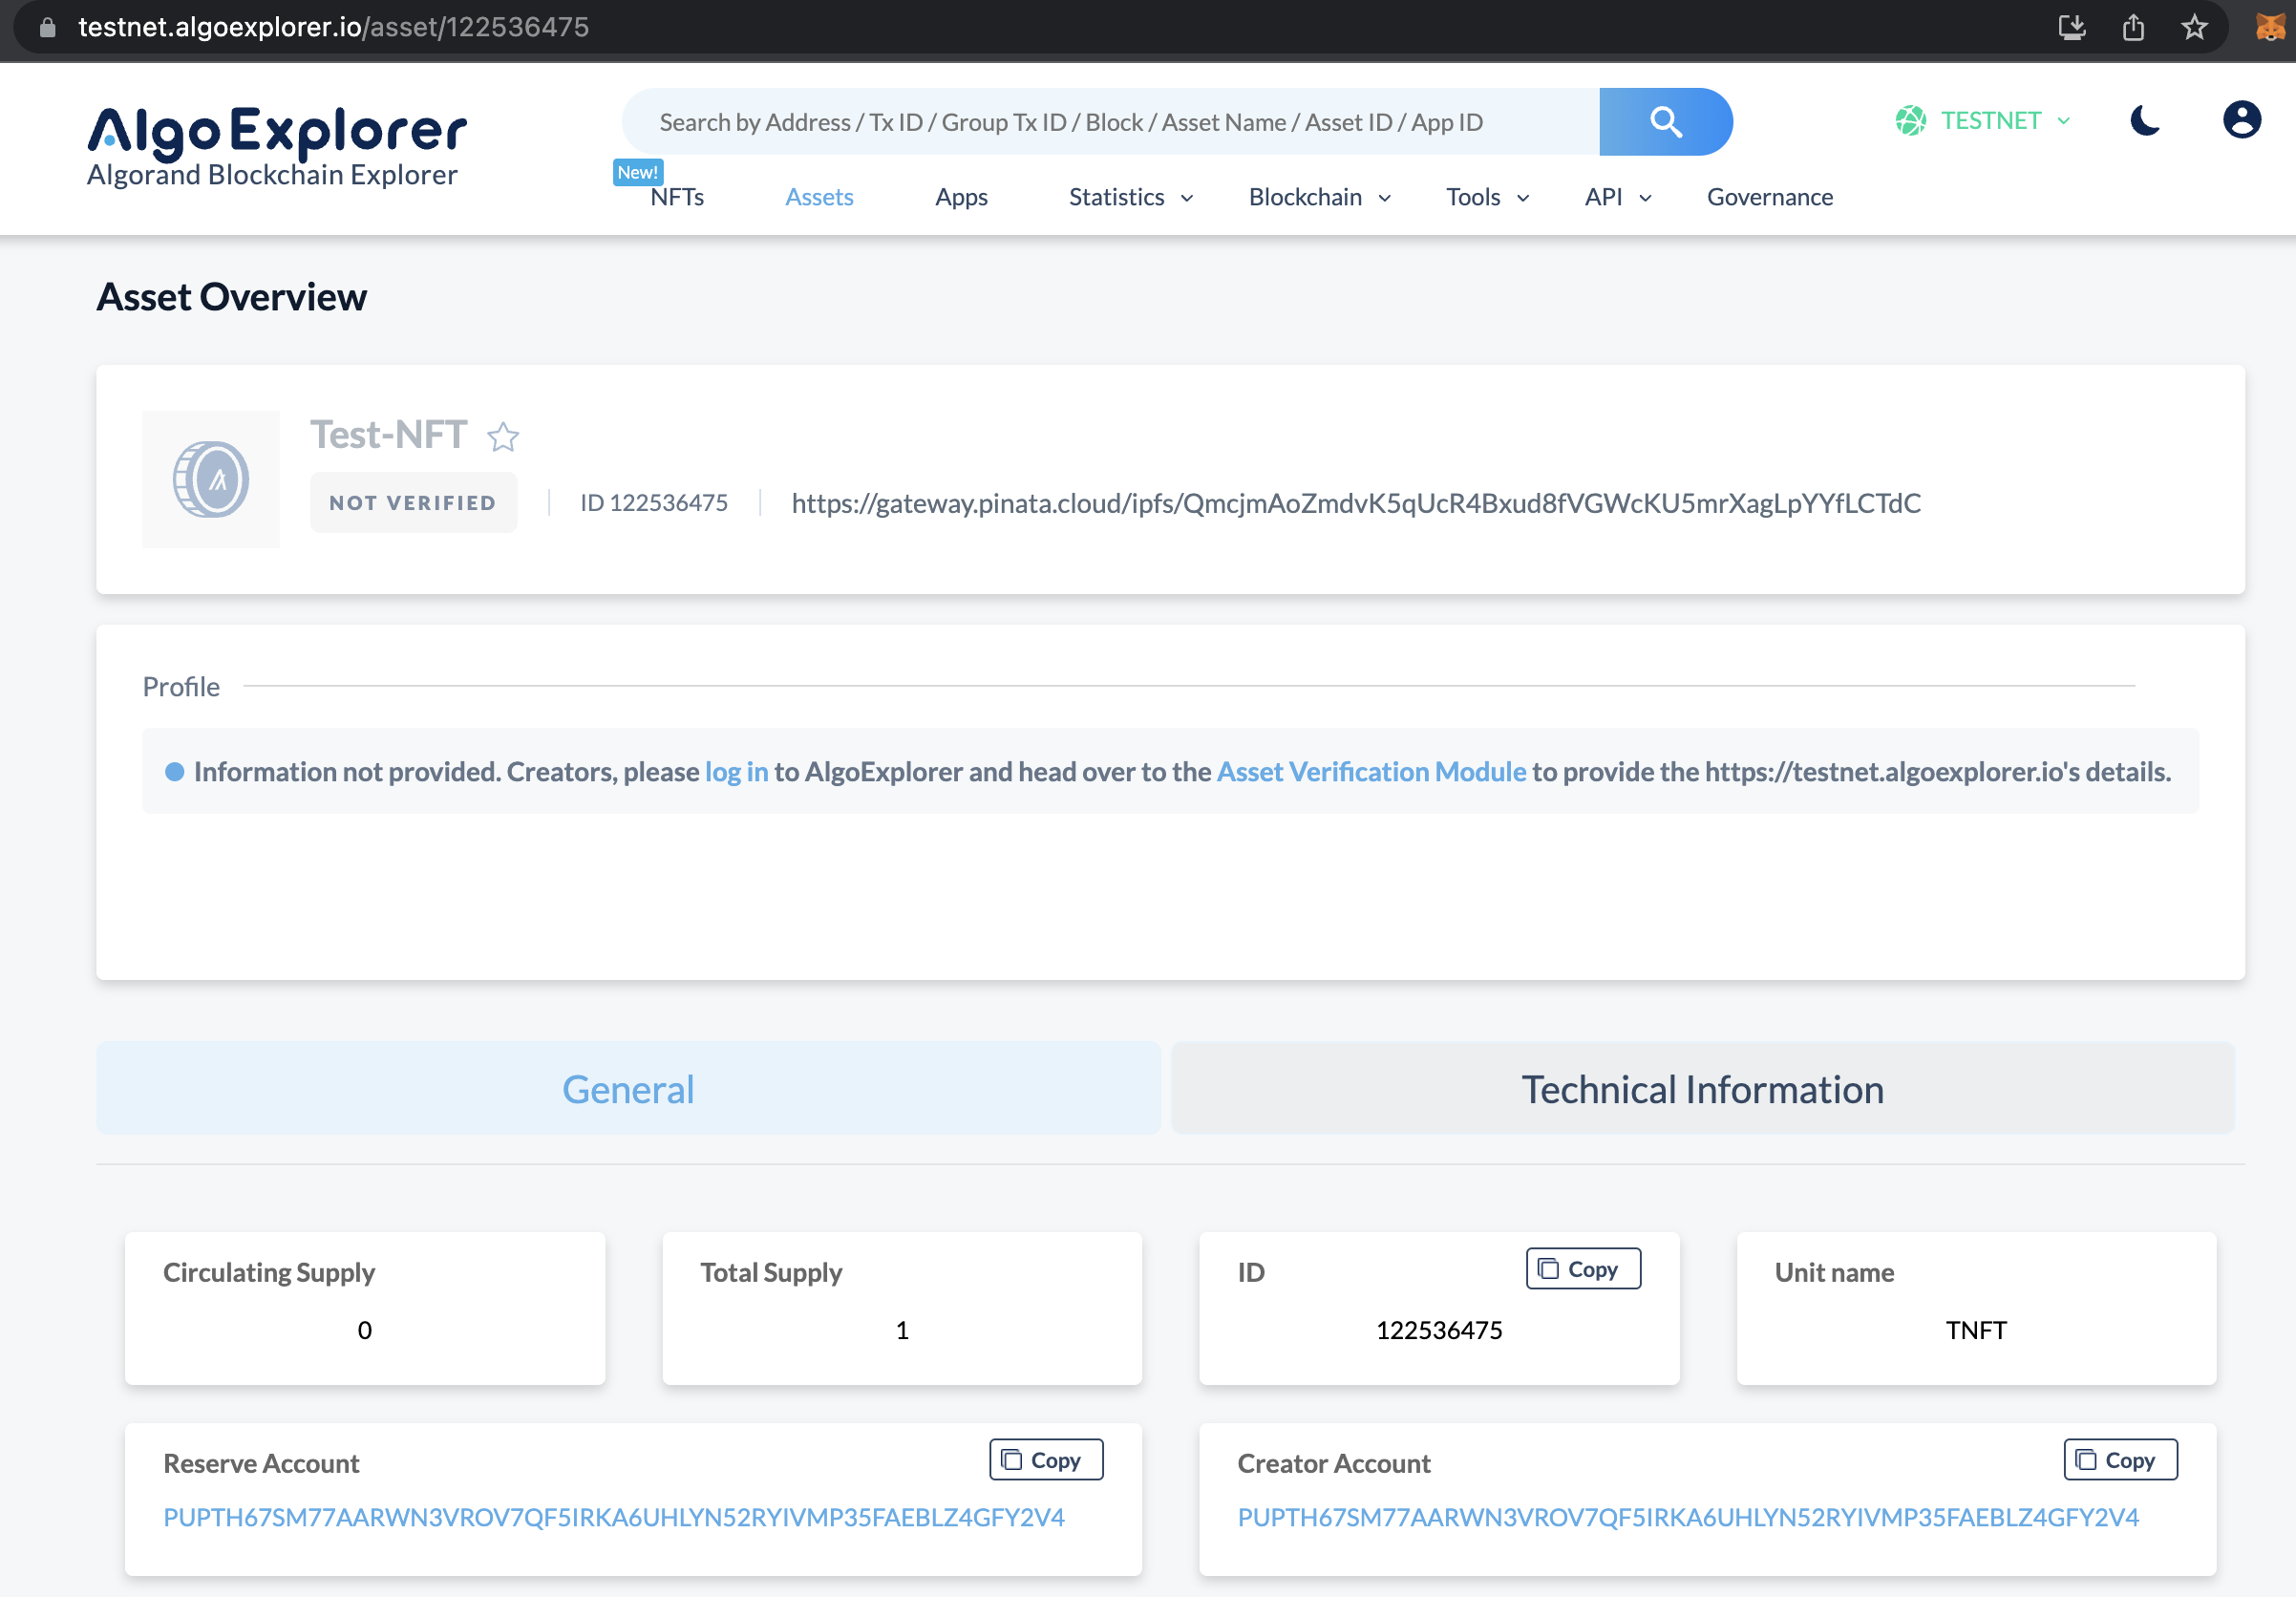 testnet.algoexplorer.io/asset/122536475
AlgoExplorer
Algorand Blockchain Explorer
Search by Address / Tx ID / Group Tx ID / Block / Asset Name / Asset ID / App ID
TESTNET
New!
NFTs Assets Apps Statistics Blockchain Tools API Governance
Asset Overview
Test-NFT
NOT VERIFIED ID 122536475 https://gateway.pinata.cloud/ipfs/QmcjmAoZmdvK5qUcR4Bxud8fVGWcKU5mrXagLpYYfLCTdC
Profile
Information not provided. Creators, please log in to AlgoExplorer and head over to the Asset Verification Module to provide the https://testnet.algoexplorer.io's details.
General Technical Information
Circulating Supply Total Supply ID Copy Unit name
0 1 122536475 TNFT
Reserve Account Copy Creator Account Copy
PUPTH67SM77AARWN3VROV7QF5IRKA6UHLYN52RYIVMP35FAEBLZ4GFY2V4 PUPTH67SM77AARWN3VROV7QF5IRKA6UHLYN52RYIVMP35FAEBLZ4GFY2V4